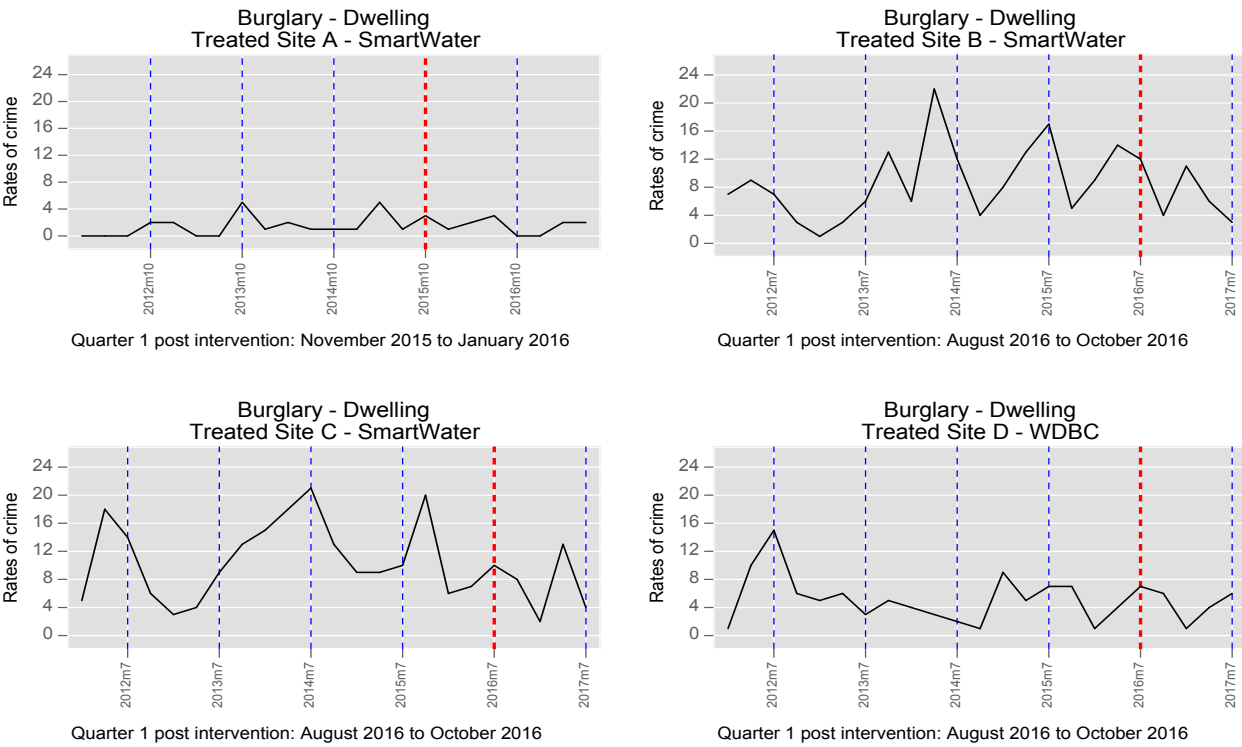 Burglary - Dwelling
Treated Site A - SmartWater
Rates of crime
24
20
16
12
8
4
0
2012m10
2013m10
2014m10
2015m10
2016m10
Quarter 1 post intervention: November 2015 to January 2016
Burglary - Dwelling
Treated Site B - SmartWater
Rates of crime
24
20
16
12
8
4
0
2012m7
2013m7
2014m7
2015m7
2016m7
2017m7
Quarter 1 post intervention: August 2016 to October 2016
Burglary - Dwelling
Treated Site C - SmartWater
Rates of crime
24
20
16
12
8
4
0
2012m7
2013m7
2014m7
2015m7
2016m7
2017m7
Quarter 1 post intervention: August 2016 to October 2016
Burglary - Dwelling
Treated Site D - WDBC
Rates of crime
24
20
16
12
8
4
0
2012m7
2013m7
2014m7
2015m7
2016m7
2017m7
Quarter 1 post intervention: August 2016 to October 2016